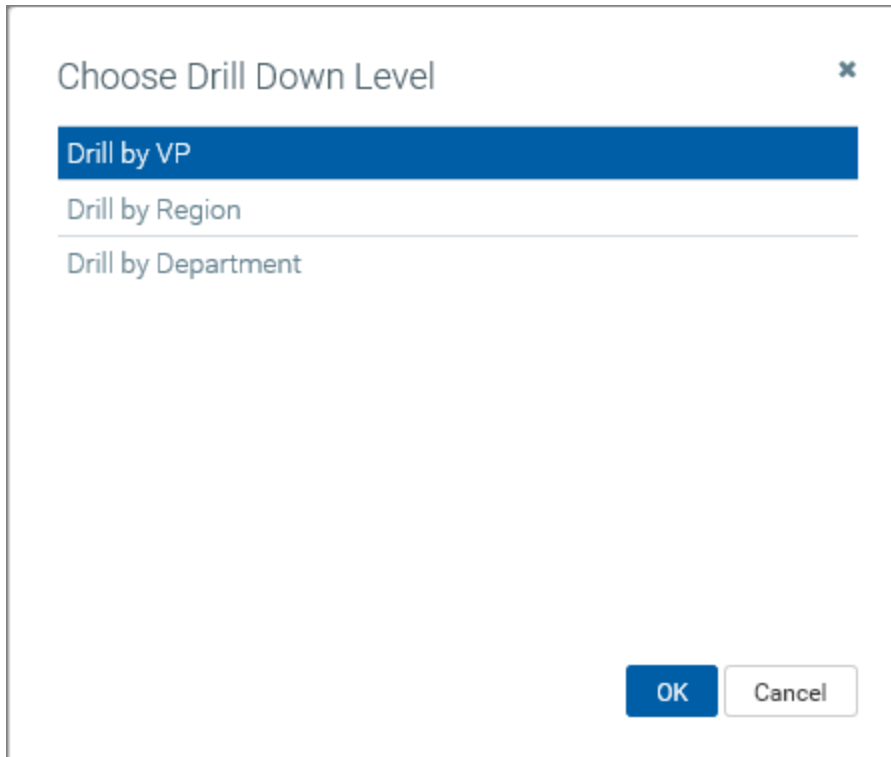 Choose Drill Down Level
Drill by VP
Drill by Region
Drill by Department
OK
Cancel